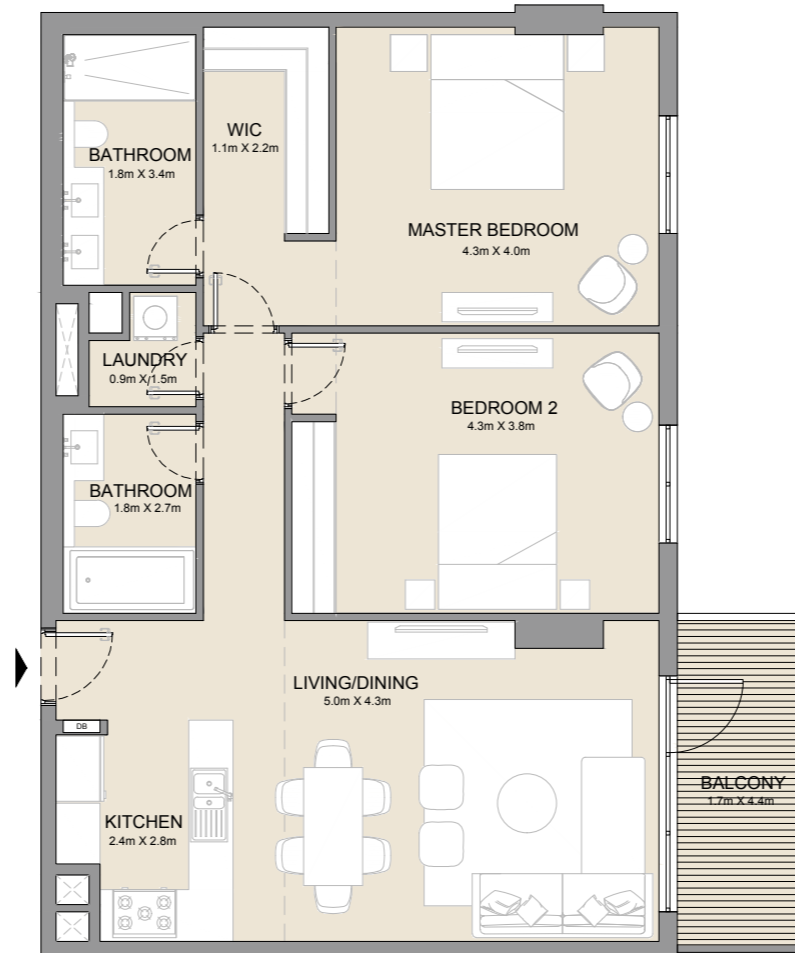 WIC
1.1m X 2.2m
BATHROOM
1.8m X 3.4m
MASTER BEDROOM
4.3m X 4.0m
LAUNDRY
0.9m X 1.5m
BEDROOM 2
4.3m X 3.8m
BATHROOM
1.8m X 2.7m
LIVING/DINING
5.0m X 4.3m
DB
BALCONY
1.7m X 4.4m
KITCHEN
2.4m X 2.8m